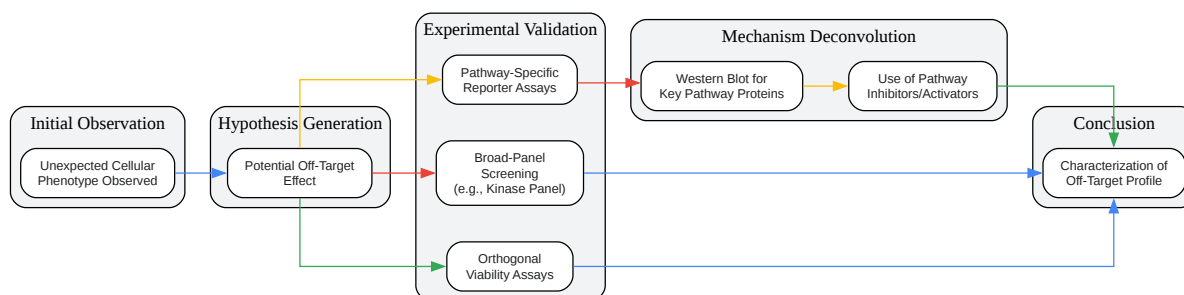 Initial Observation
Unexpected Cellular
Phenotype Observed
Hypothesis Generation
Potential Off-Target
Effect
Experimental Validation
Pathway-Specific
Reporter Assays
Broad-Panel
Screening
(e.g., Kinase Panel)
Orthogonal
Viability Assays
Mechanism Deconvolution
Western Blot for
Key Pathway Proteins
Use of Pathway
Inhibitors/Activators
Conclusion
Characterization of
Off-Target Profile